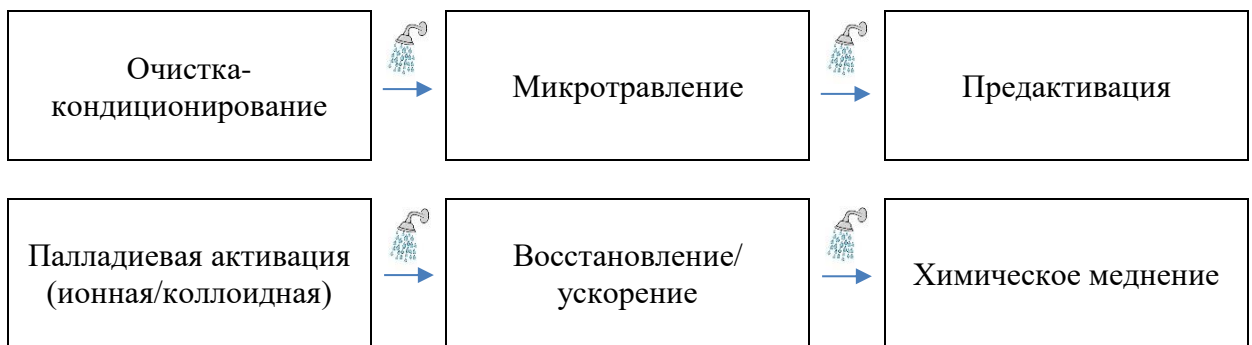 Очистка-
кондиционирование
Микротравление
Предактивация
Палладиевая активация
(ионная/коллоидная)
Восстановление/
ускорение
Химическое меднение